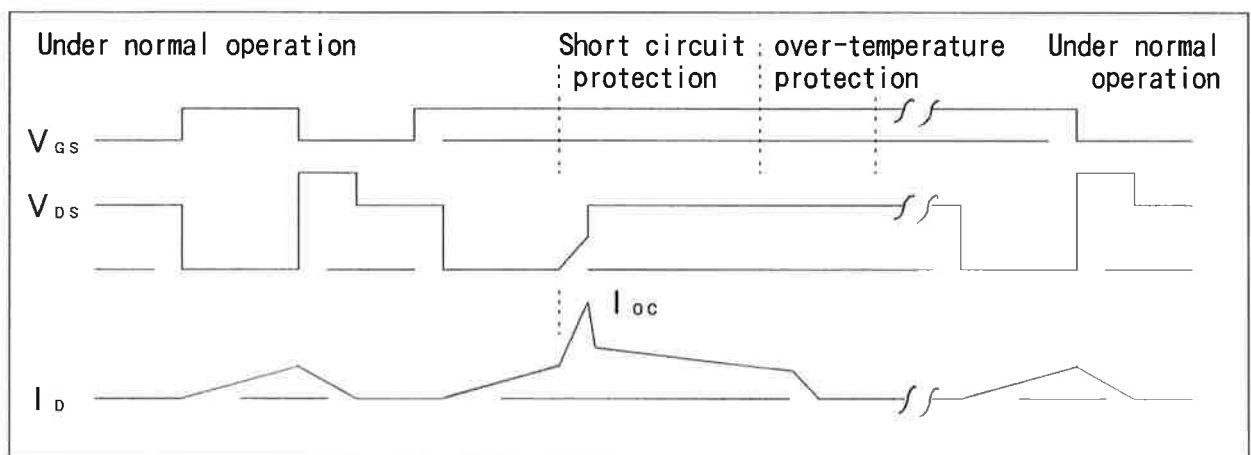 Under normal operation
Short circuit protection
over-temperature protection
Under normal operation
VGS
VDS
IOC
ID